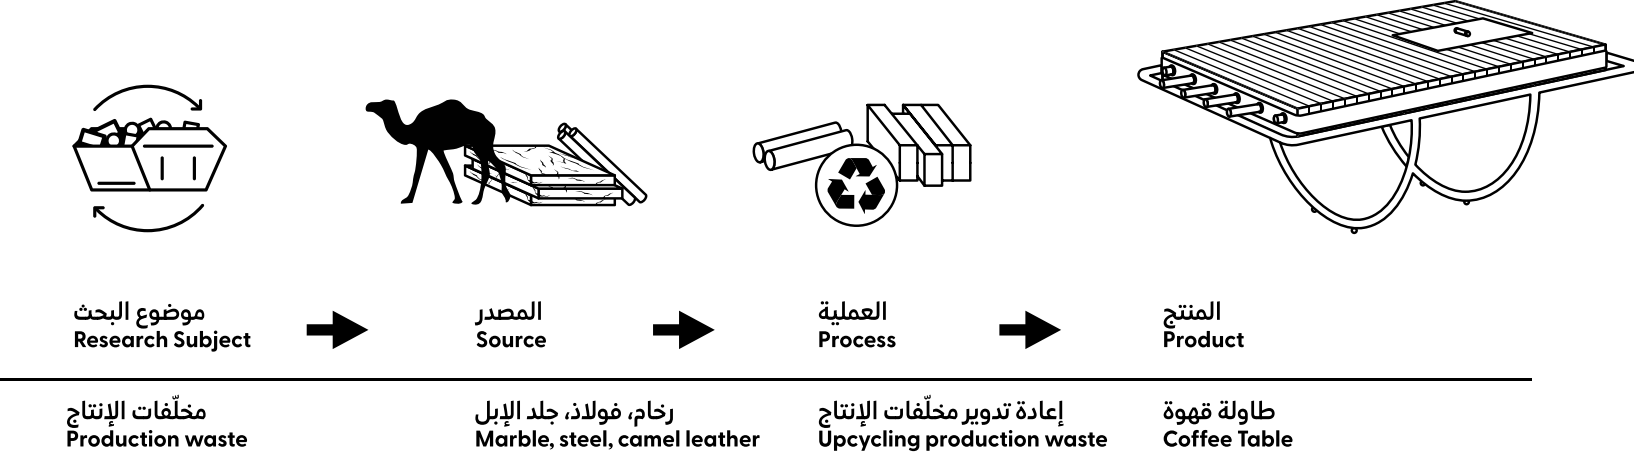 موضوع البحث
Research Subject
المصدر
Source
العملية
Process
المنتج
Product
مخلّفات الإنتاج
Production waste
رخام، فولاذ، جلد الإبل
Marble, steel, camel leather
إعادة تدوير مخلّفات الإنتاج
Upcycling production waste
طاولة قهوة
Coffee Table